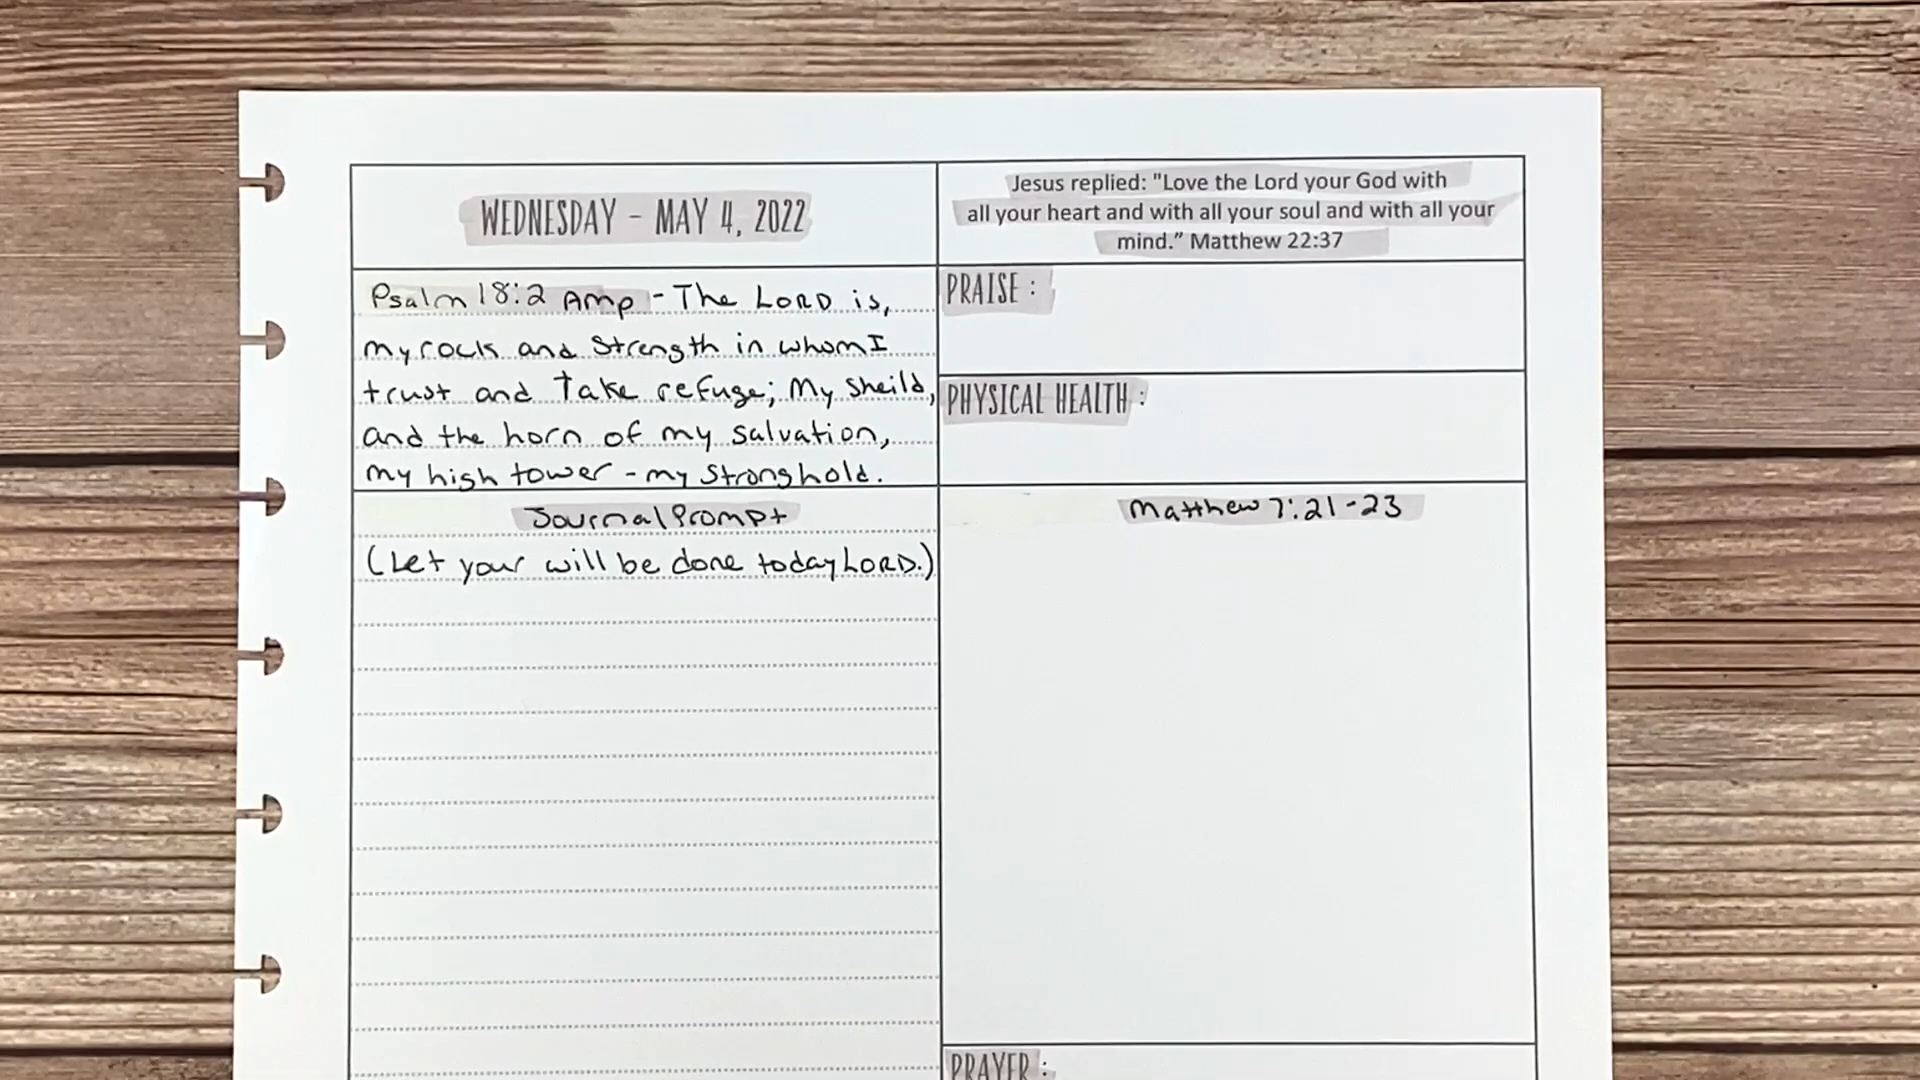 WEDNESDAY - MAY 4, 2022
Psalm 18:2 AMP - The LORD is,
my rock and strength in whom I
trust and Take refuge; My Sheild,
and the horn of my salvation,
my high tower - my Stronghold.
Journal Prompt
(Let your will be done today LORD.)
Jesus replied: "Love the Lord your God with
all your heart and with all your soul and with all your
mind.” Matthew 22:37
PRAISE :
PHYSICAL HEALTH :
Matthew 7:21-23
PRAYER :